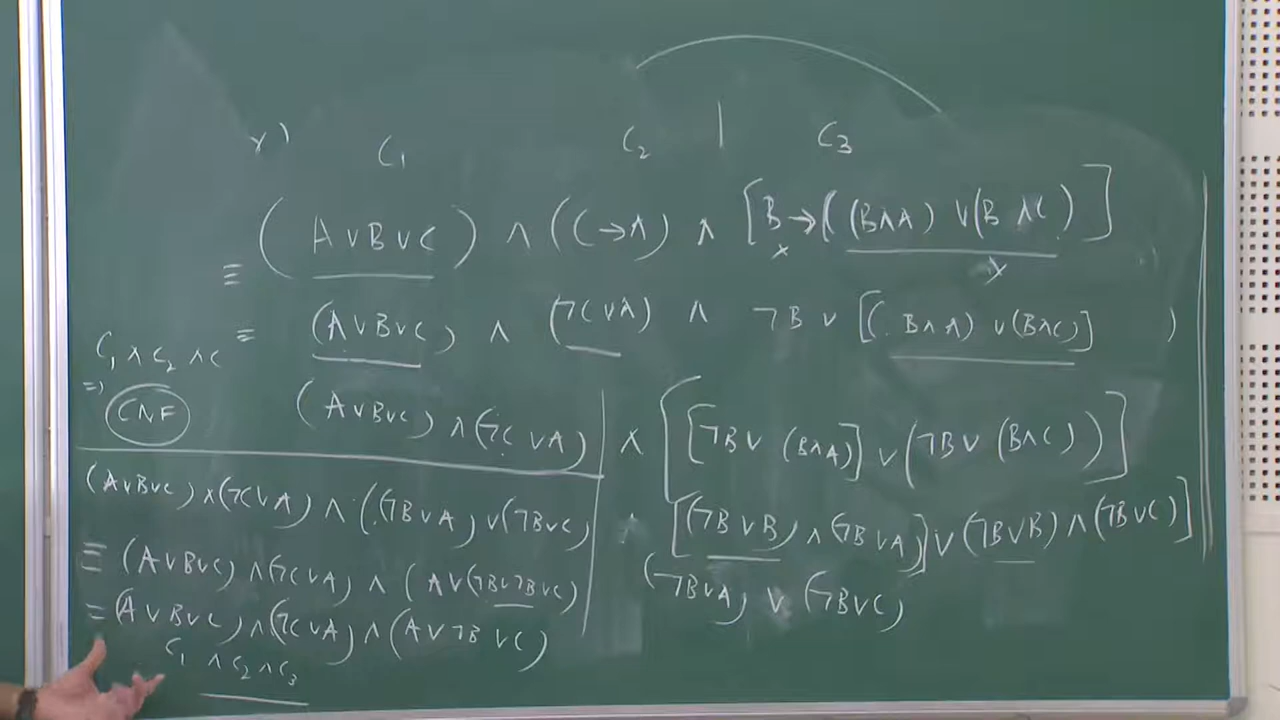 γ) C₁ C₂ | C₃
(A∨B∨C) ∧ ((C→A) ∧ [B→((B∧A) ∨(B∧C)]
≡
≡ (A∨B∨C) ∧ (¬C∨A) ∧ ¬B ∨ [(B∧A) ∨(B∧C)] )
C₁ ∧ C₂ ∧ C
⇒ CNF
(A∨B∨C) ∧(¬C∨A) ∧ [[¬B∨ (B∧A)] ∨(¬B∨ (B∧C))]
[(¬B∨B) ∧(¬B∨A)]∨(¬B∨B) ∧(¬B∨C)]
(¬B∨A) ∨ (¬B∨C)
(A∨B∨C) ∧(¬C∨A) ∧ ((¬B∨A) ∨(¬B∨C)
≡ (A∨B∨C) ∧(¬C∨A) ∧ (A∨(¬B∨¬B∨C)
≡ (A∨B∨C) ∧(¬C∨A) ∧(A∨¬B∨C)
C₁ ∧C₂ ∧C₃